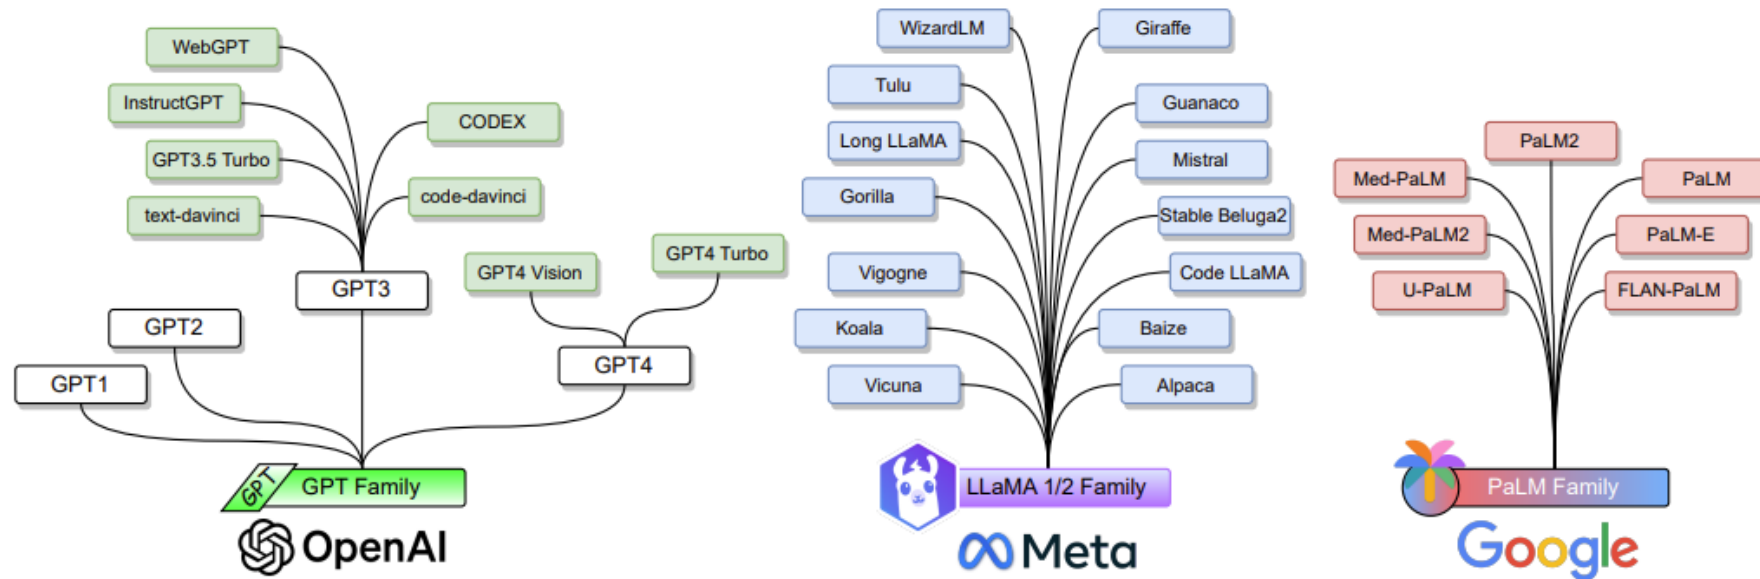 WebGPT
InstructGPT
CODEX
GPT3.5 Turbo
code-davinci
text-davinci
GPT4 Vision
GPT4 Turbo
GPT3
GPT2
GPT4
GPT1
GPT
GPT Family
OpenAI
WizardLM
Giraffe
Tulu
Guanaco
Long LLaMA
Mistral
Gorilla
Stable Beluga2
Vigogne
Code LLaMA
Koala
Baize
Vicuna
Alpaca
LLaMA 1/2 Family
Meta
PaLM2
Med-PaLM
PaLM
Med-PaLM2
PaLM-E
U-PaLM
FLAN-PaLM
PaLM Family
Google